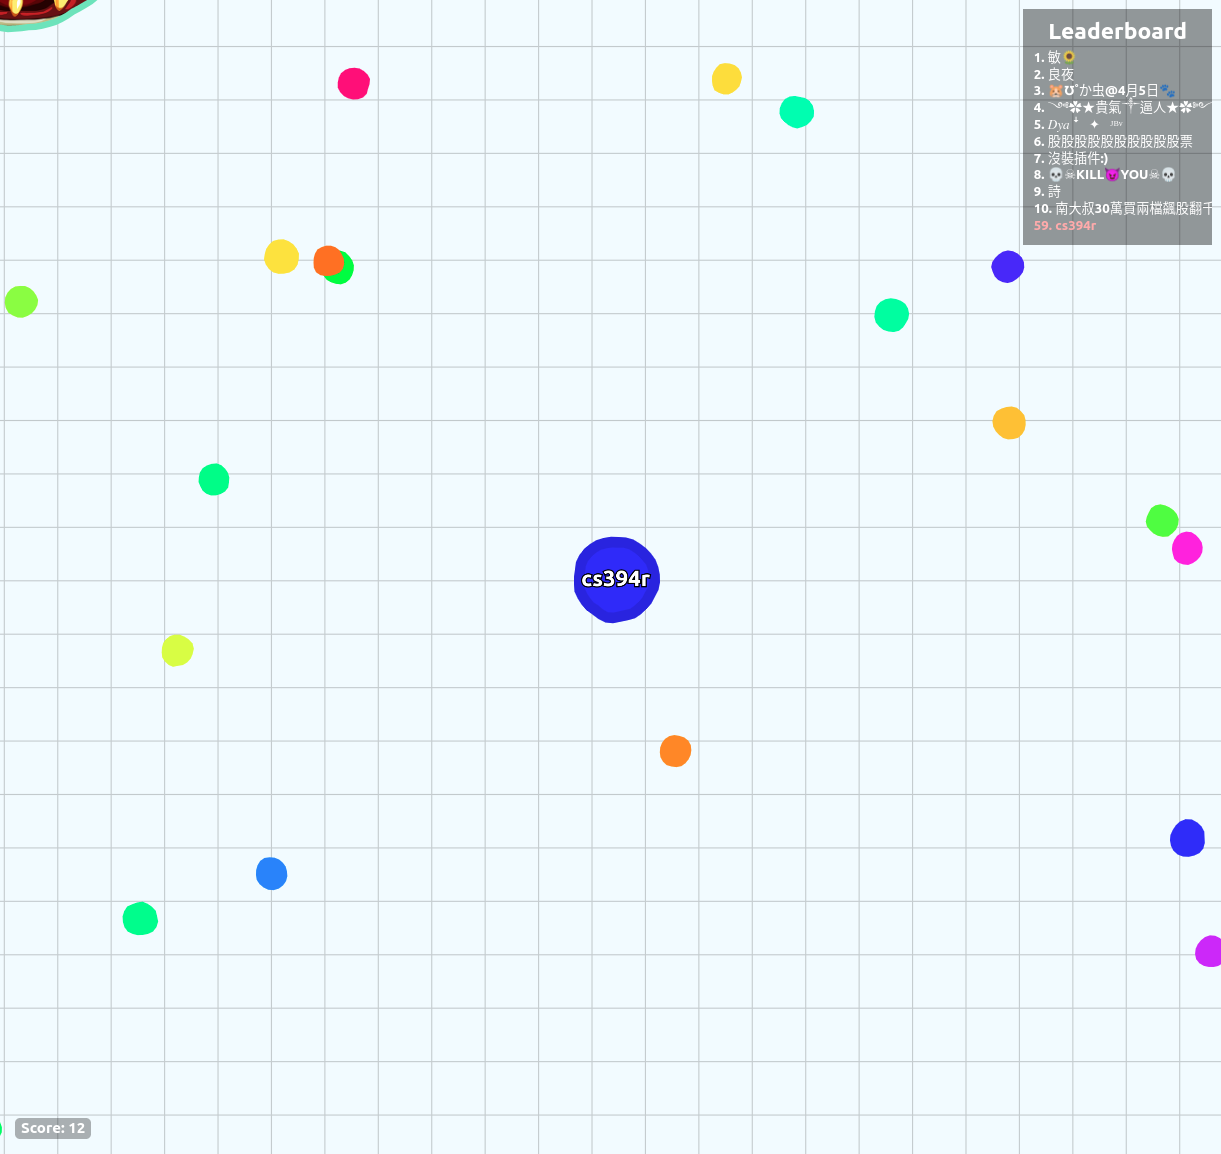 Leaderboard
1. 敏🌻
2. 良夜
3. 🐹ʊ˚か虫@4月5日🐾
4. ༺✽★貴氣༒逼人★✽༻
5. Dya ⸸ ✦ ᴶᴮᵛ
6. 股股股股股股股股股股票
7. 沒裝插件:)
8. 💀☠KILL😈YOU☠💀
9. 詩
10. 南大叔30萬買兩檔飆股翻千
59. cs394r
cs394r
Score: 12